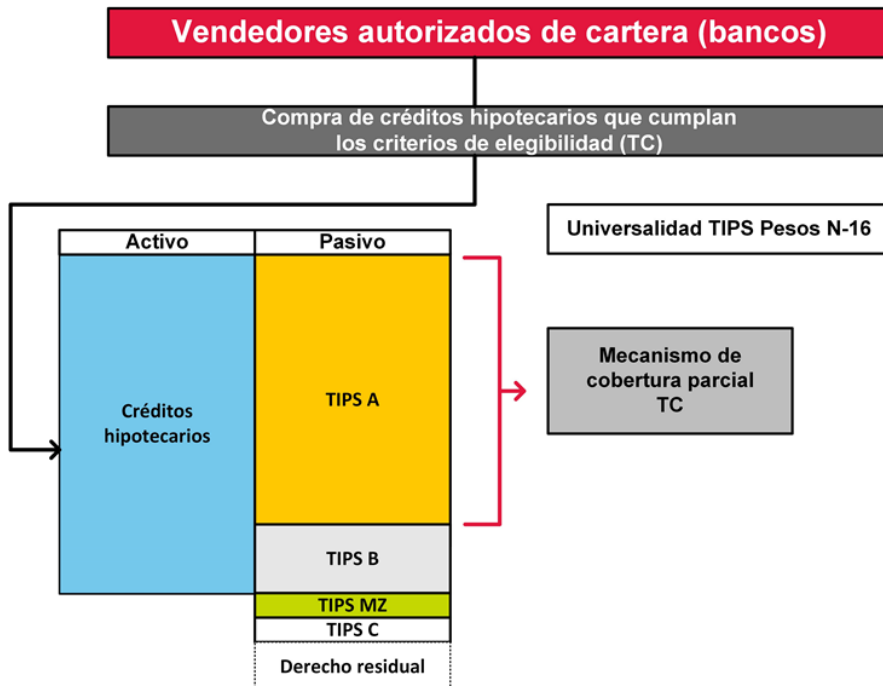 Vendedores autorizados de cartera (bancos)
Compra de créditos hipotecarios que cumplan
los criterios de elegibilidad (TC)
Universalidad TIPS Pesos N-16
Activo
Pasivo
Créditos
hipotecarios
TIPS A
TIPS B
TIPS MZ
TIPS C
Derecho residual
Mecanismo de
cobertura parcial
TC